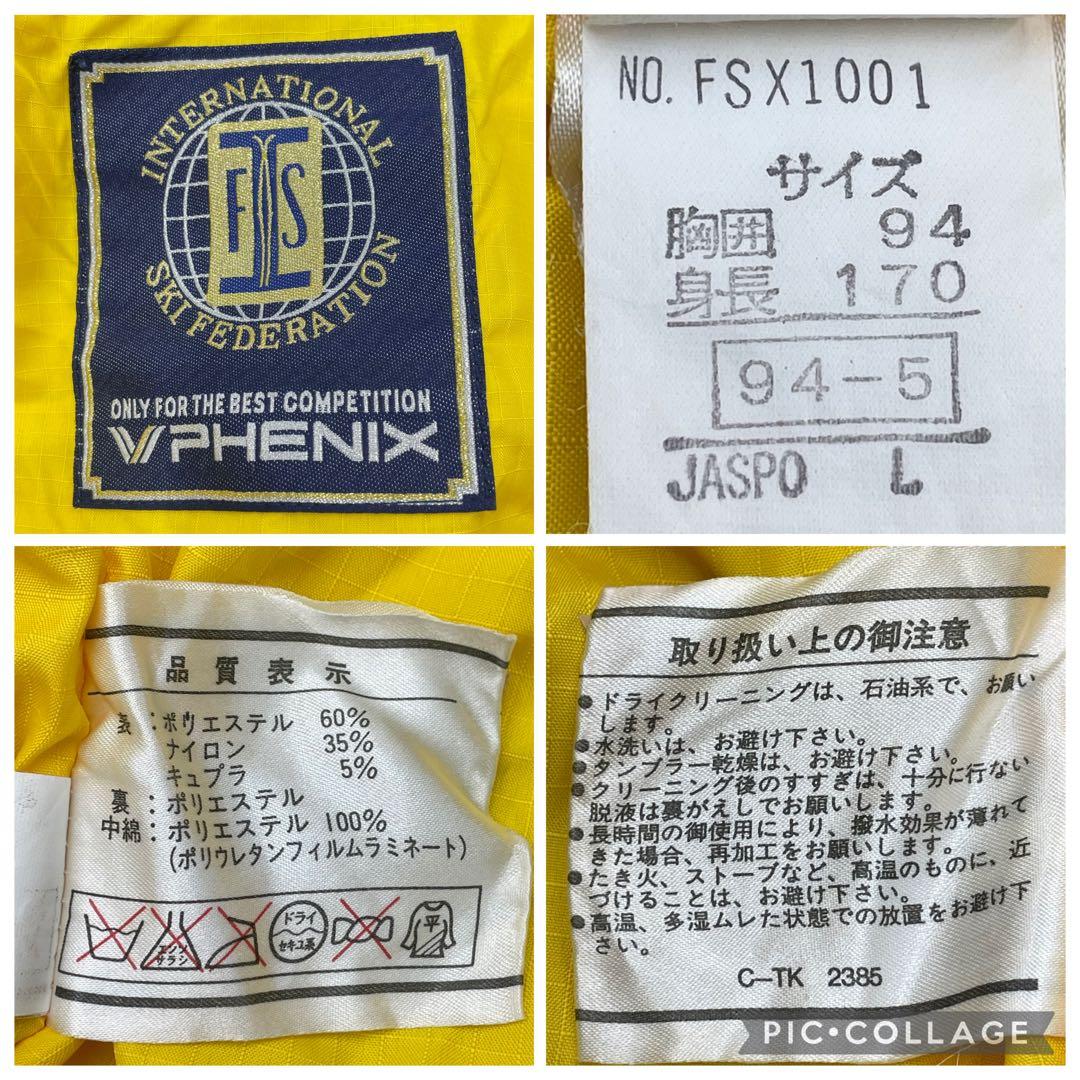 INTERNATIONAL
FIS
SKI FEDERATION
ONLY FOR THE BEST COMPETITION
PHENIX
NO. FSX1001
サイズ
胸囲 94
身長 170
94-5
JASPO L
品質表示
表:ポリエステル 60%
ナイロン 35%
キュプラ 5%
裏:ポリエステル
中綿:ポリエステル 100%
(ポリウレタンフィルムラミネート)
エンソサラシ
ドライ
セキユ系
平
取り扱い上の御注意
●ドライクリーニングは、石油系で、お願いします。
●水洗いは、お避け下さい。
●タンブラー乾燥は、お避け下さい。
●クリーニング後のすすぎは、十分に行ない
脱液は裏がえしでお願いします。
●長時間の御使用により、撥水効果が薄れて
きた場合、再加工をお願いします。
●たき火、ストーブなど、高温のものに、近
づけることは、お避け下さい。
●高温、多湿ムレた状態での放置をお避け下
さい。
C-TK 2385
PIC•COLLAGE